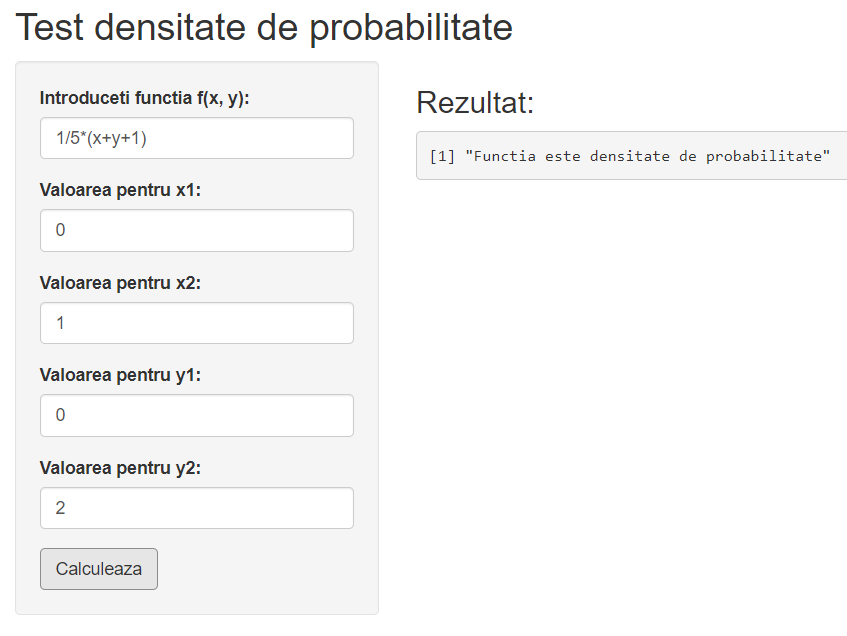 Test densitate de probabilitate
Introduceti functia f(x, y):
1/5*(x+y+1)
Valoarea pentru x1:
0
Valoarea pentru x2:
1
Valoarea pentru y1:
0
Valoarea pentru y2:
2
Calculeaza
Rezultat:
[1] "Functia este densitate de probabilitate"